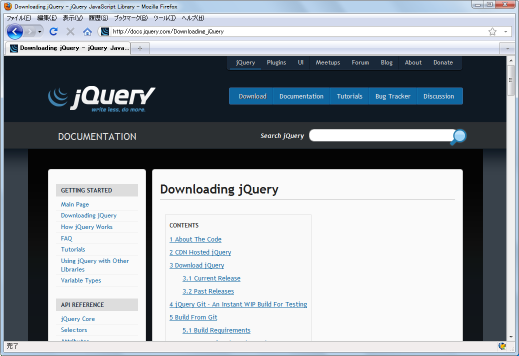 Downloading jQuery - jQuery JavaScript Library - Mozilla Firefox
ファイル(F) 編集(E) 表示(V) 履歴(S) ブックマーク(B) ツール(T) ヘルプ(H)
http://docs.jquery.com/Downloading_jQuery
Downloading jQuery - jQuery Java...
jQuery Plugins UI Meetups Forum Blog About Donate
jQuery
write less, do more.
Download Documentation Tutorials Bug Tracker Discussion
DOCUMENTATION
Search jQuery
GETTING STARTED
Main Page
Downloading jQuery
How jQuery Works
FAQ
Tutorials
Using jQuery with Other
Libraries
Variable Types
API REFERENCE
jQuery Core
Selectors
Attributes
Downloading jQuery
CONTENTS
1 About The Code
2 CDN Hosted jQuery
3 Download jQuery
3.1 Current Release
3.2 Past Releases
4 jQuery Git - An Instant WIP Build For Testing
5 Build From Git
5.1 Build Requirements
完了